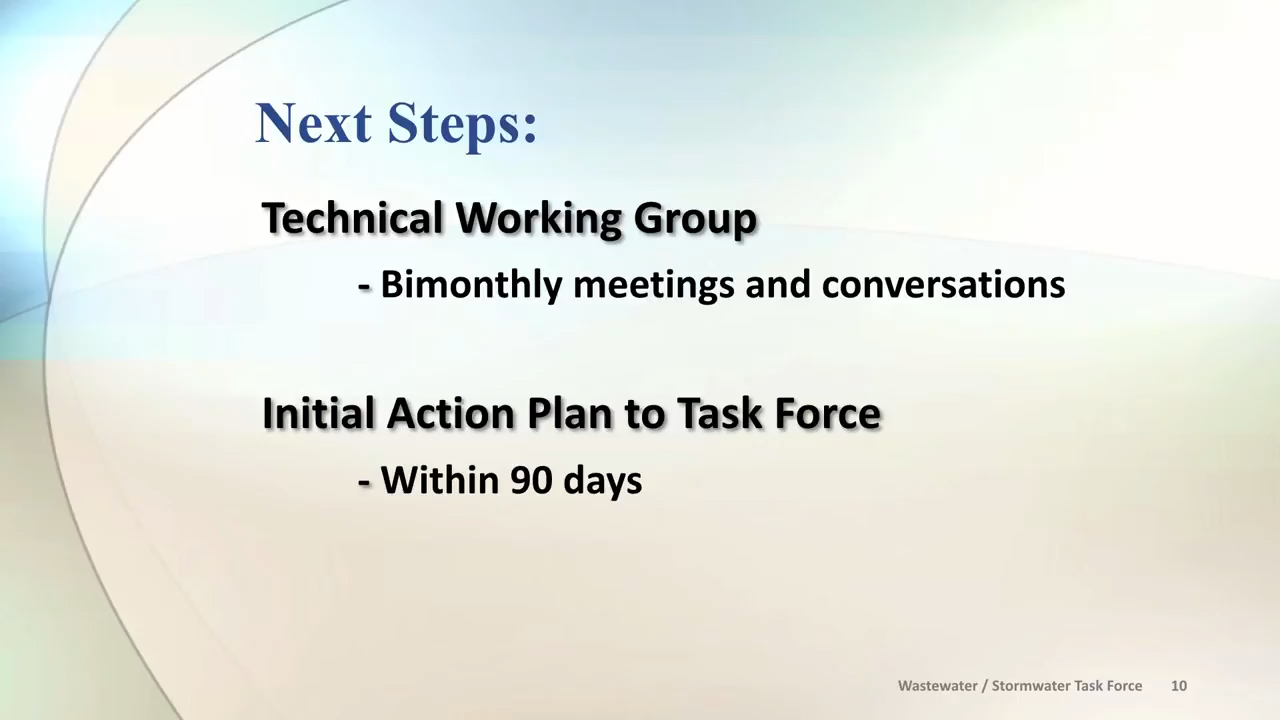 Next Steps:
Technical Working Group
- Bimonthly meetings and conversations
Initial Action Plan to Task Force
- Within 90 days
Wastewater / Stormwater Task Force 10